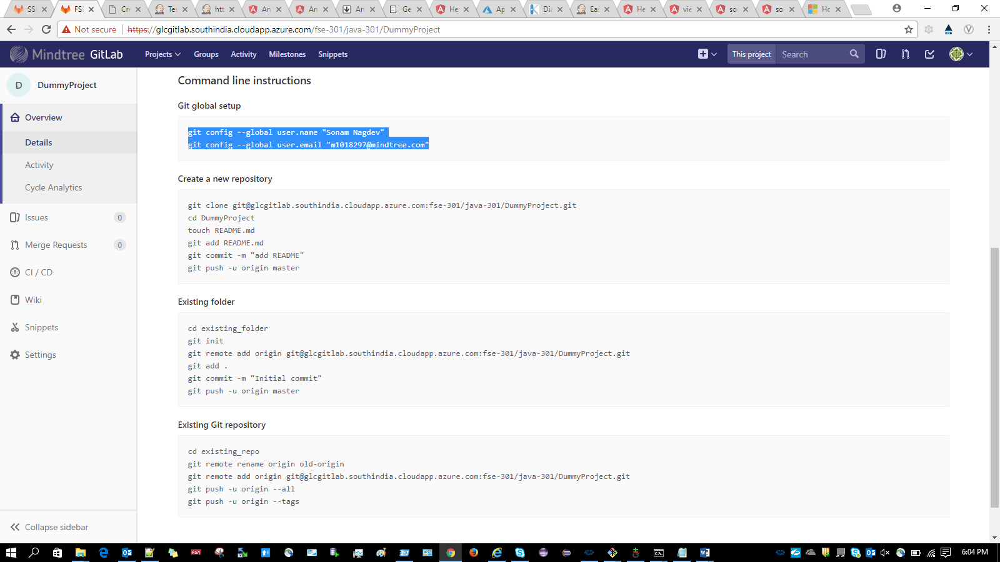 SSI
FS
Cre
Tes
htt
An
An
An
Ge
He
Ap
Dia
Eas
He
vie
so
so
Ho
Not secure
https://glcgitlab.southindia.cloudapp.azure.com/fse-301/java-301/DummyProject
Mindtree GitLab
Projects
Groups
Activity
Milestones
Snippets
This project
Search
D
DummyProject
Overview
Details
Activity
Cycle Analytics
Issues 0
Merge Requests 0
CI / CD
Wiki
Snippets
Settings
Collapse sidebar
Command line instructions
Git global setup
git config --global user.name "Sonam Nagdev"
git config --global user.email "m1018297@mindtree.com"
Create a new repository
git clone git@glcgitlab.southindia.cloudapp.azure.com:fse-301/java-301/DummyProject.git
cd DummyProject
touch README.md
git add README.md
git commit -m "add README"
git push -u origin master
Existing folder
cd existing_folder
git init
git remote add origin git@glcgitlab.southindia.cloudapp.azure.com:fse-301/java-301/DummyProject.git
git add .
git commit -m "Initial commit"
git push -u origin master
Existing Git repository
cd existing_repo
git remote rename origin old-origin
git remote add origin git@glcgitlab.southindia.cloudapp.azure.com:fse-301/java-301/DummyProject.git
git push -u origin --all
git push -u origin --tags
RSA
6:04 PM